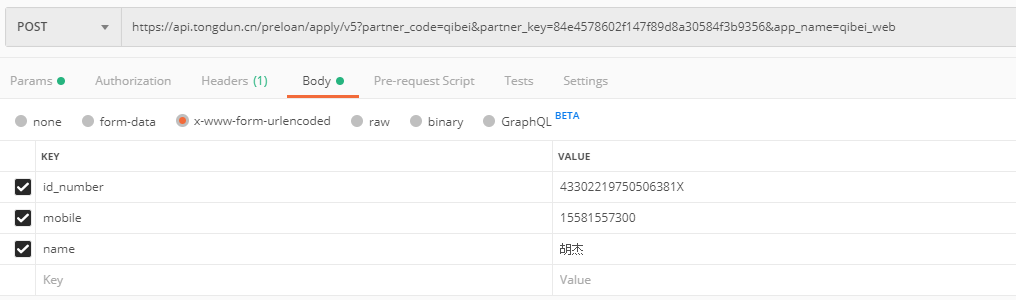 POST https://api.tongdun.cn/preloan/apply/v5?partner_code=qibei&partner_key=84e4578602f147f89d8a30584f3b9356&app_name=qibei_web
Params Authorization Headers (1) Body Pre-request Script Tests Settings
none form-data x-www-form-urlencoded raw binary GraphQL BETA
KEY VALUE
id_number 43302219750506381X
mobile 15581557300
name 胡杰
Key Value